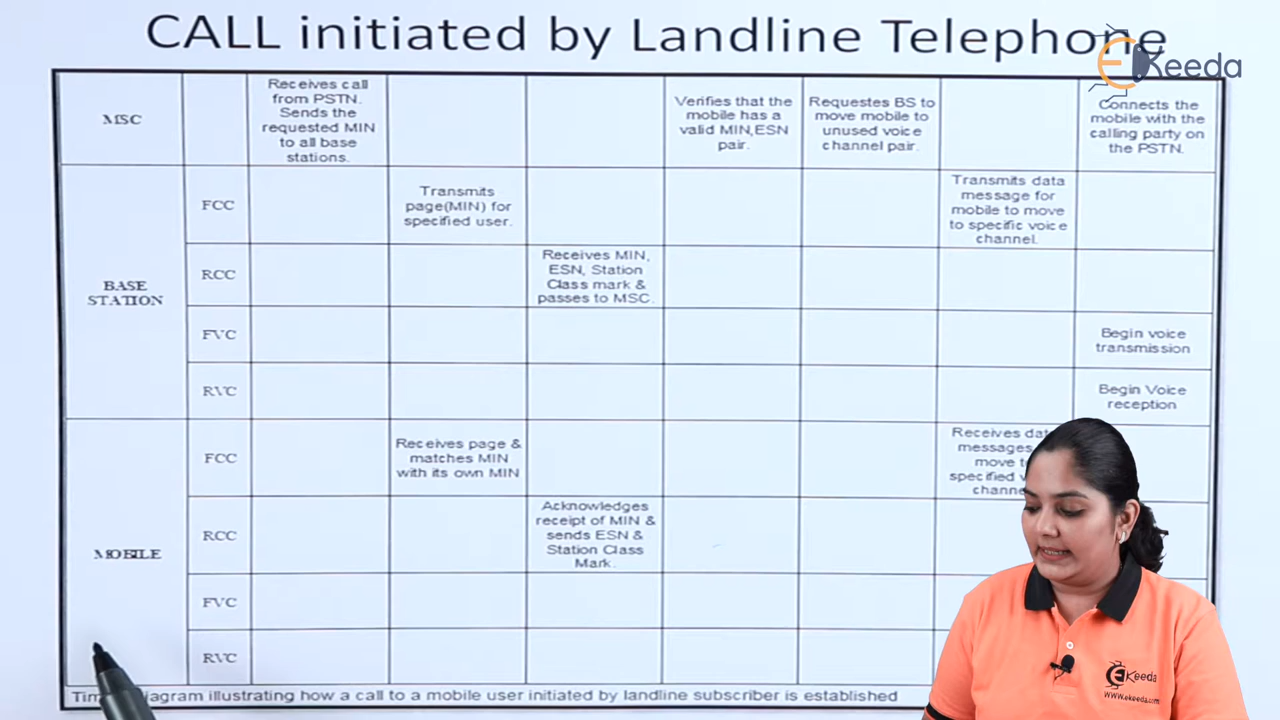 CALL initiated by Landline Telephone
EKeeda
MSC
Receives call
from PSTN.
Sends the
requested MIN
to all base
stations.
Verifies that the
mobile has a
valid MIN,ESN
pair.
Requestes BS to
move mobile to
unused voice
channel pair.
Connects the
mobile with the
calling party on
the PSTN.
BASE
STATION
FCC
Transmits
page(MIN) for
specified user.
Transmits data
message for
mobile to move
to specific voice
channel.
RCC
Receives MIN,
ESN, Station
Class mark &
passes to MSC.
FVC
Begin voice
transmission
RVC
Begin Voice
reception
MOBILE
FCC
Receives page &
matches MIN
with its own MIN
Receives
messages
move
specified
RCC
Acknowledges
receipt of MIN &
sends ESN &
Station Class
Mark.
FVC
RVC
diagram illustrating how a call to a mobile user initiated by landline subscriber is established
EKeeda
www.ekeeda.com